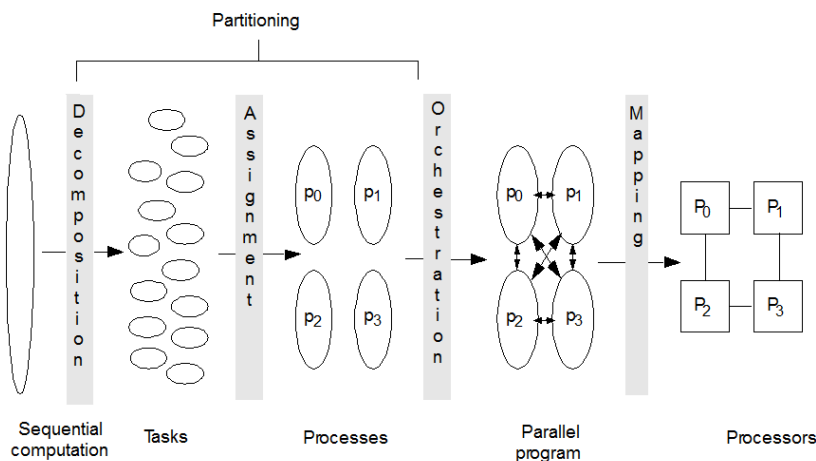 Partitioning
Decomposition
Assignment
Orchestration
Mapping
p0 p1
p2 p3
p0 p1
p2 p3
P0 P1
P2 P3
Sequential
computation
Tasks
Processes
Parallel
program
Processors